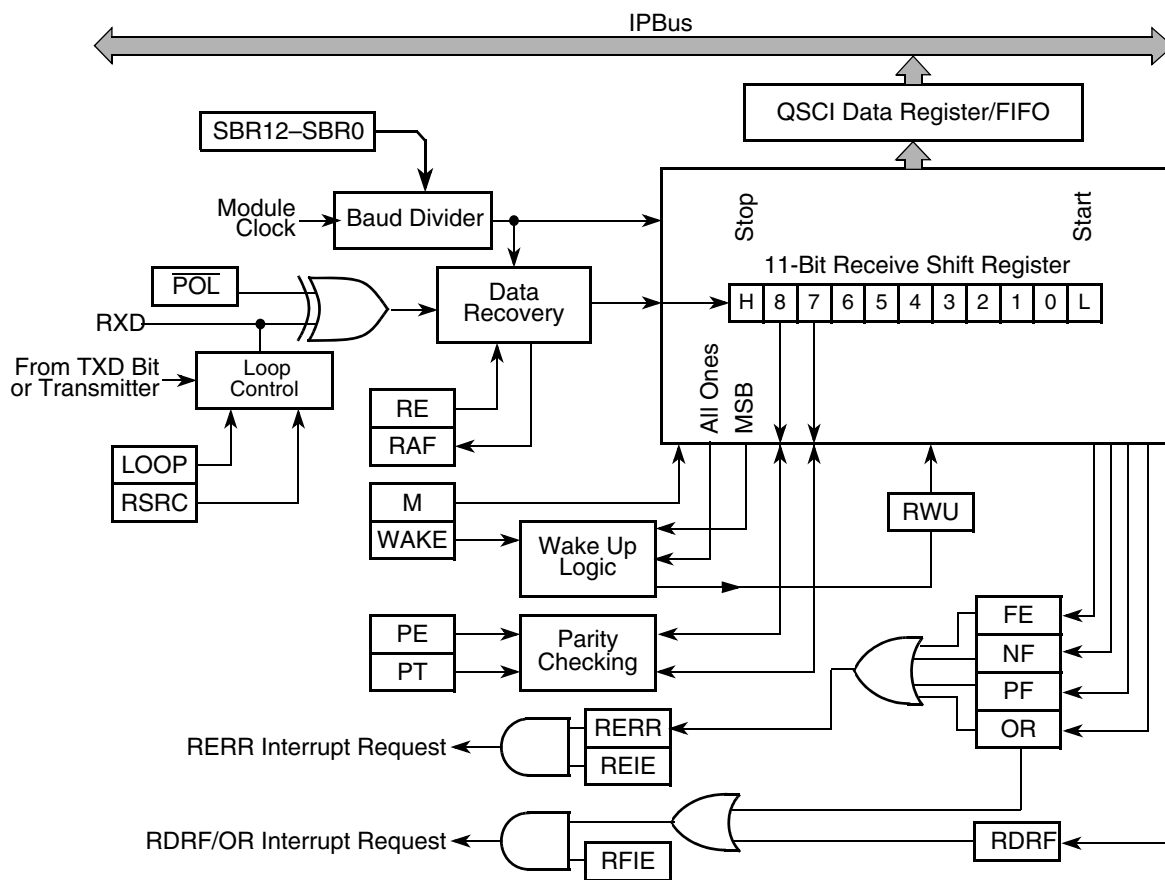 IPBus
QSCI Data Register/FIFO
SBR12–SBR0
Module
Clock
Baud Divider
Stop
Start
11-Bit Receive Shift Register
H 8 7 6 5 4 3 2 1 0 L
POL
RXD
Data
Recovery
From TXD Bit
or Transmitter
Loop
Control
All Ones
MSB
RE
RAF
LOOP
RSRC
M
WAKE
Wake Up
Logic
RWU
PE
PT
Parity
Checking
FE
NF
PF
OR
RERR
REIE
RERR Interrupt Request
RDRF/OR Interrupt Request
RFIE
RDRF